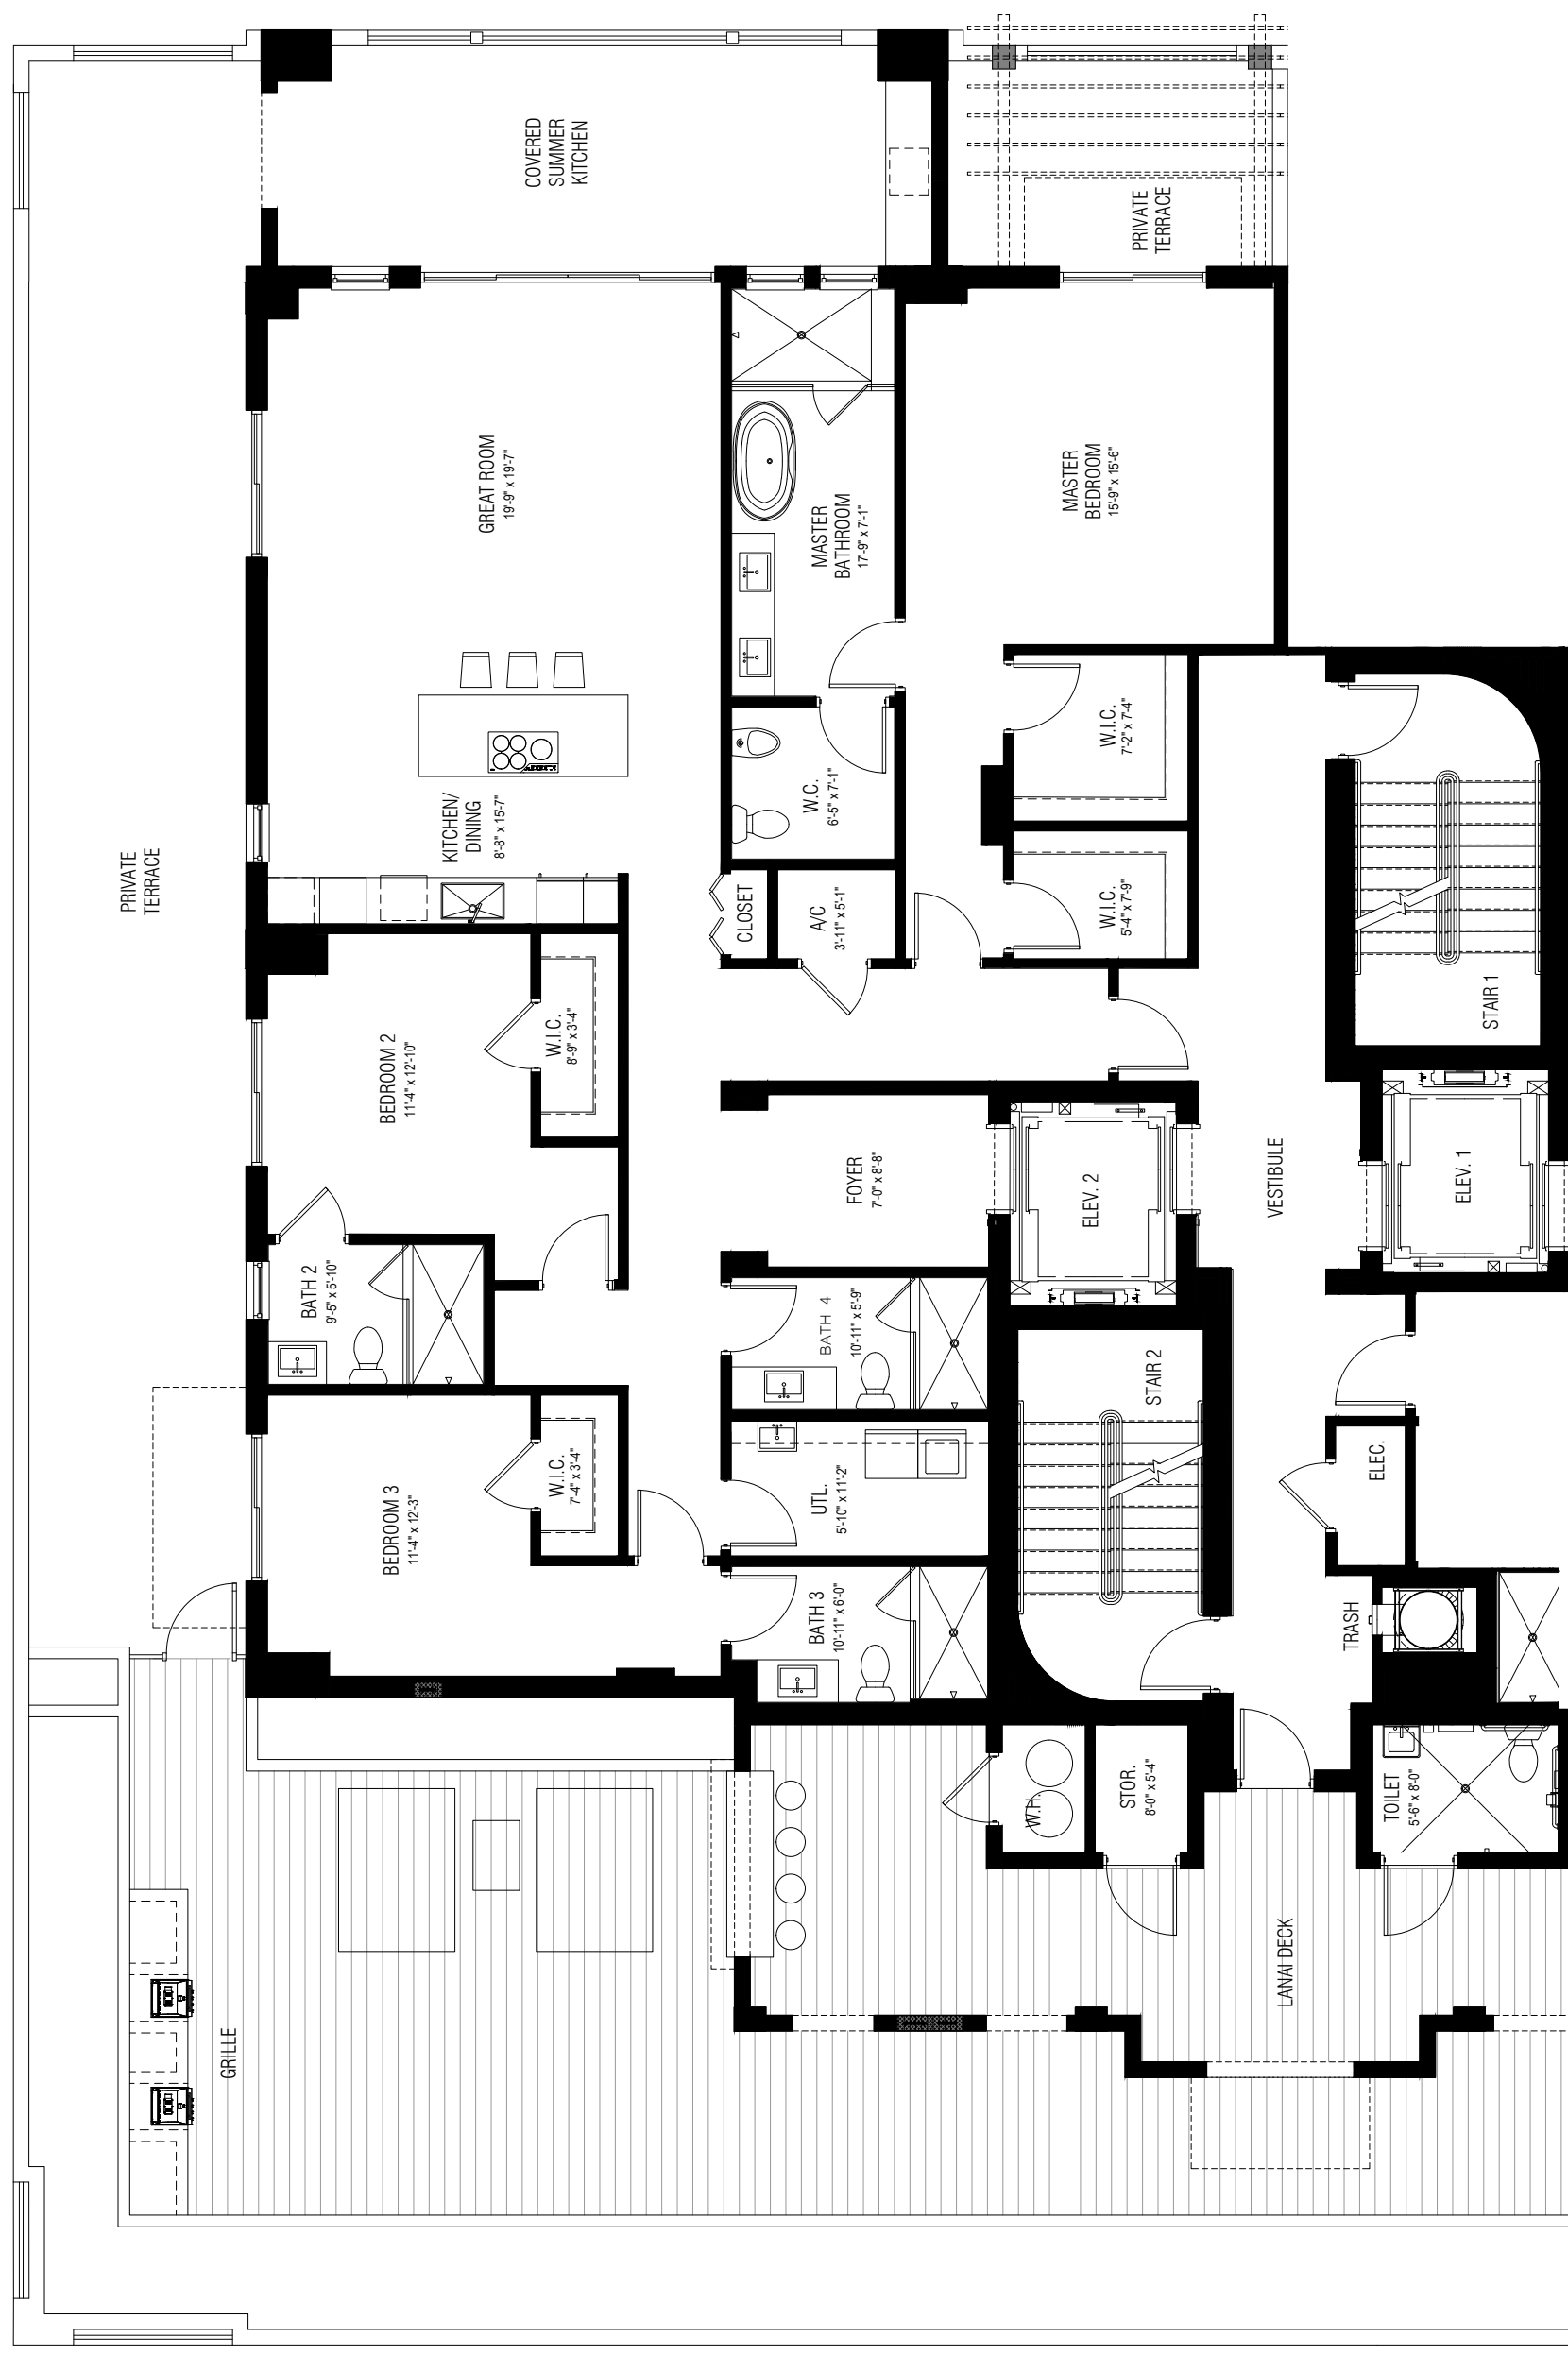 COVERED
SUMMER
KITCHEN
PRIVATE
TERRACE
GREAT ROOM
19'-9" x 19'-7"
MASTER
BATHROOM
17'-9" x 7'-1"
MASTER
BEDROOM
15'-9" x 15'-6"
KITCHEN/
DINING
8'-8" x 15'-7"
W.C.
6'-5" x 7'-1"
W.I.C.
7'-2" x 7'-4"
PRIVATE
TERRACE
CLOSET
A/C
3'-11" x 5'-1"
W.I.C.
5'-4" x 7'-9"
STAIR 1
BEDROOM 2
11'-4" x 12'-10"
W.I.C.
8'-9" x 3'-4"
FOYER
7'-0" x 8'-8"
ELEV. 2
VESTIBULE
ELEV. 1
BATH 2
9'-5" x 5'-10"
BATH 4
10'-11" x 5'-9"
STAIR 2
BEDROOM 3
11'-4" x 12'-3"
W.I.C.
7'-4" x 3'-4"
UTL.
5'-10" x 11'-2"
ELEC.
BATH 3
10'-11" x 6'-0"
TRASH
W.H.
STOR.
8'-0" x 5'-4"
TOILET
5'-6" x 8'-0"
LANAI DECK
GRILLE